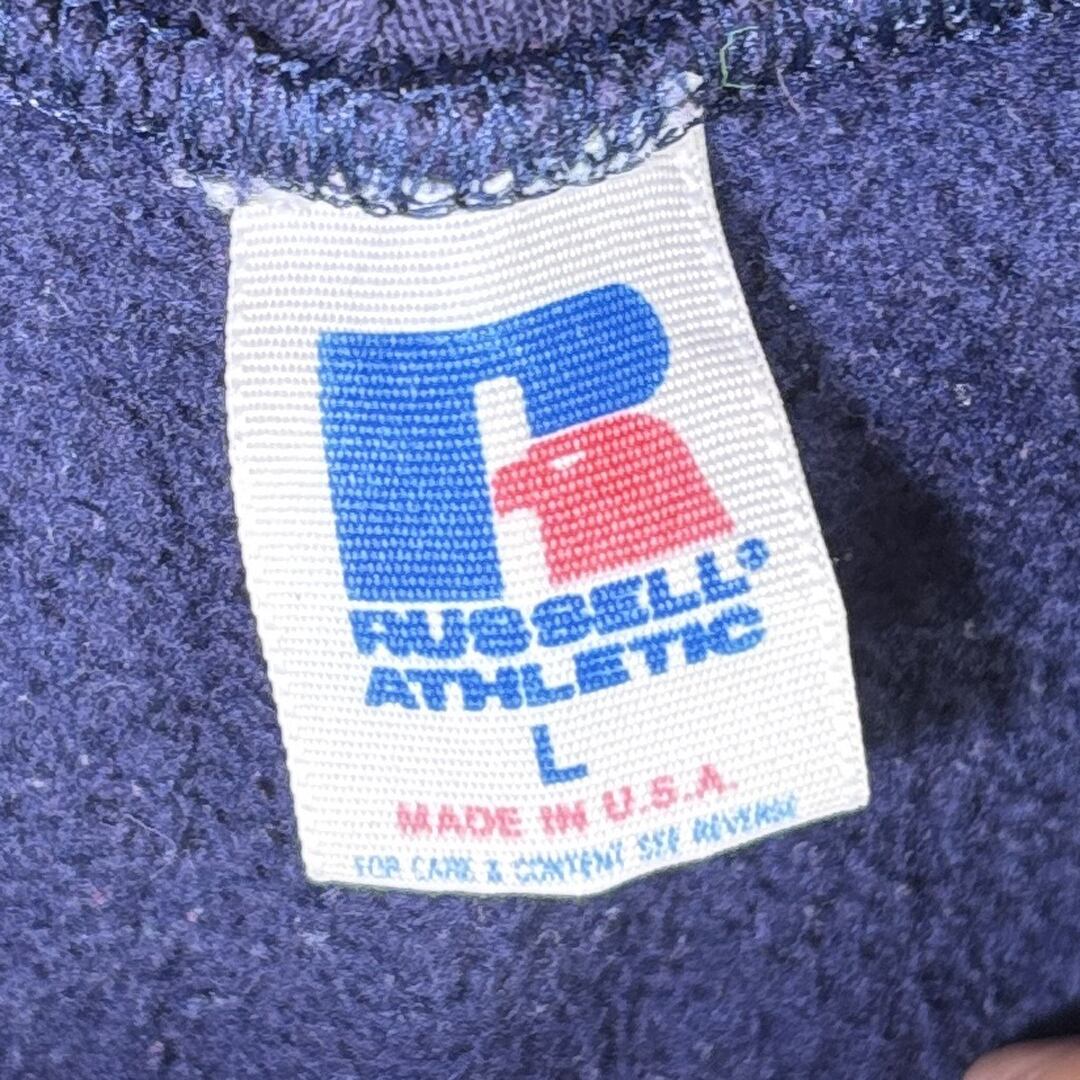 R
RUSSELL®
ATHLETIC
L
MADE IN U.S.A.
FOR CARE & CONTENT SEE REVERSE